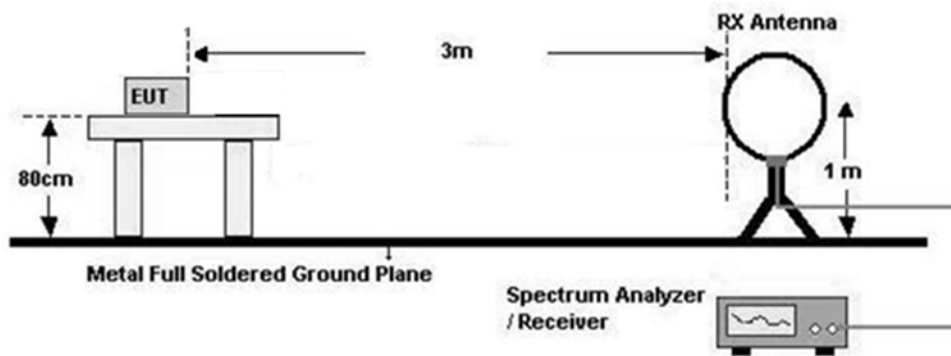 RX Antenna
3m
EUT
80cm
1 m
Metal Full Soldered Ground Plane
Spectrum Analyzer
/ Receiver